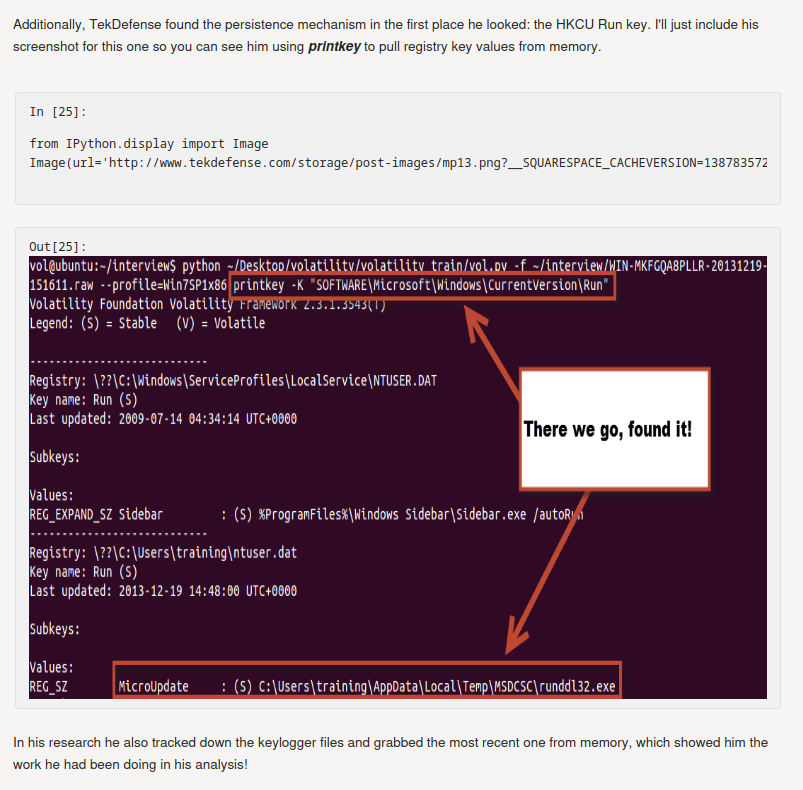 Additionally, TekDefense found the persistence mechanism in the first place he looked: the HKCU Run key. I'll just include his
screenshot for this one so you can see him using printkey to pull registry key values from memory.
In [25]:
from IPython.display import Image
Image(url='http://www.tekdefense.com/storage/post-images/mp13.png?__SQUARESPACE_CACHEVERSION=138783572
Out[25]:
vol@ubuntu:~/interview$ python ~/Desktop/volatility/volatility_train/vol.py -f ~/interview/WIN-MKFGQA8PLLR-20131219-
151611.raw --profile=Win7SP1x86 printkey -K "SOFTWARE\Microsoft\Windows\CurrentVersion\Run"
Volatility Foundation Volatility Framework 2.3.1.3543(T)
Legend: (S) = Stable   (V) = Volatile
----------------------------
Registry: \??\C:\Windows\ServiceProfiles\LocalService\NTUSER.DAT
Key name: Run (S)
Last updated: 2009-07-14 04:34:14 UTC+0000
There we go, found it!
Subkeys:
Values:
REG_EXPAND_SZ Sidebar         : (S) %ProgramFiles%\Windows Sidebar\Sidebar.exe /autoRun
----------------------------
Registry: \??\C:\Users\training\ntuser.dat
Key name: Run (S)
Last updated: 2013-12-19 14:48:00 UTC+0000
Subkeys:
Values:
REG_SZ        MicroUpdate     : (S) C:\Users\training\AppData\Local\Temp\MSDCSC\runddl32.exe
In his research he also tracked down the keylogger files and grabbed the most recent one from memory, which showed him the
work he had been doing in his analysis!